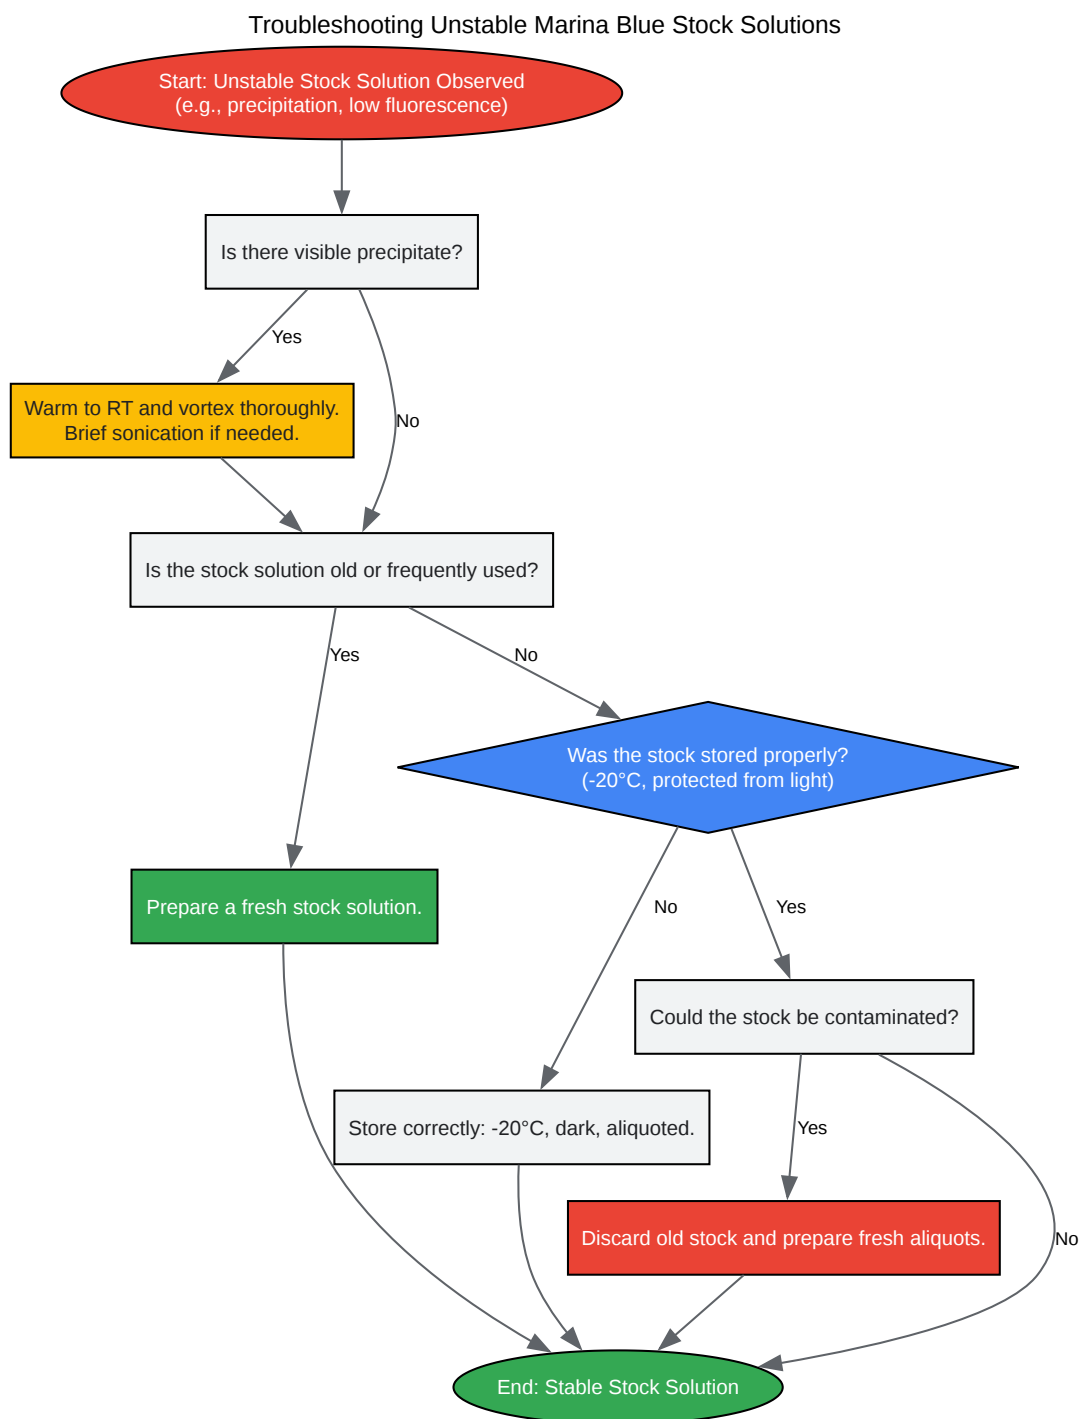 Troubleshooting Unstable Marina Blue Stock Solutions
Start: Unstable Stock Solution Observed
(e.g., precipitation, low fluorescence)
Is there visible precipitate?
Yes
No
Warm to RT and vortex thoroughly.
Brief sonication if needed.
Is the stock solution old or frequently used?
Yes
No
Was the stock stored properly?
(-20°C, protected from light)
Prepare a fresh stock solution.
No
Yes
Could the stock be contaminated?
Store correctly: -20°C, dark, aliquoted.
Yes
Discard old stock and prepare fresh aliquots.
No
End: Stable Stock Solution